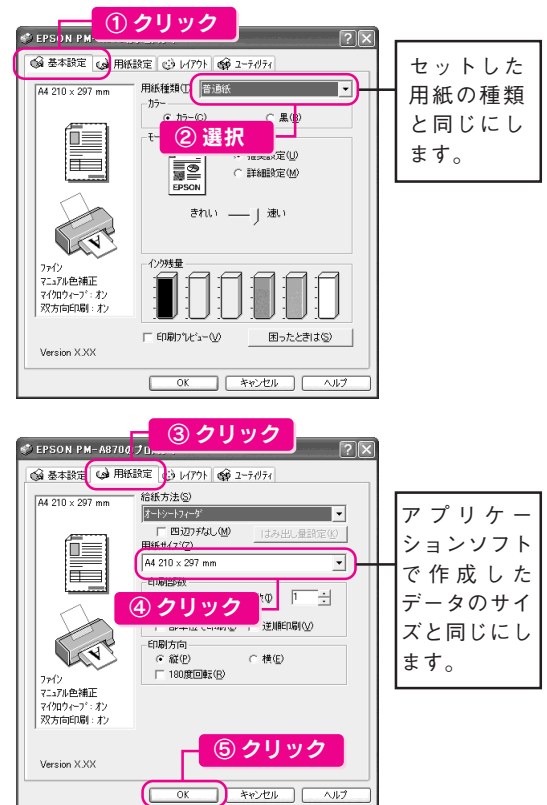 ① クリック
EPSON PM-
基本設定 用紙設定 レイアウト ユーティリティ
A4 210 x 297 mm
用紙種類(T) 普通紙
カラー
カラー(C) 黒(B)
② 選択
推奨設定(U)
詳細設定(M)
EPSON
きれい 速い
ファイン
マニュアル色補正
マイクロウィーブ:オン
双方向印刷:オン
インク残量
印刷プレビュー(V) 困ったときは(S)
Version X.XX
OK キャンセル ヘルプ
セットした
用紙の種類
と同じにし
ます。
③ クリック
EPSON PM-A870の
基本設定 用紙設定 レイアウト ユーティリティ
A4 210 x 297 mm
給紙方法(S)
オートシートフィーダ
四辺フチなし(M) はみ出し量設定(K)
用紙サイズ(Z)
A4 210 x 297 mm
印刷部数
④ クリック
1
逆順印刷(V)
印刷方向
縦(P) 横(E)
180度回転(R)
ファイン
マニュアル色補正
マイクロウィーブ:オン
双方向印刷:オン
⑤ クリック
Version X.XX
OK キャンセル ヘルプ
アプリケー
ションソフト
で作成した
データのサイ
ズと同じにし
ます。